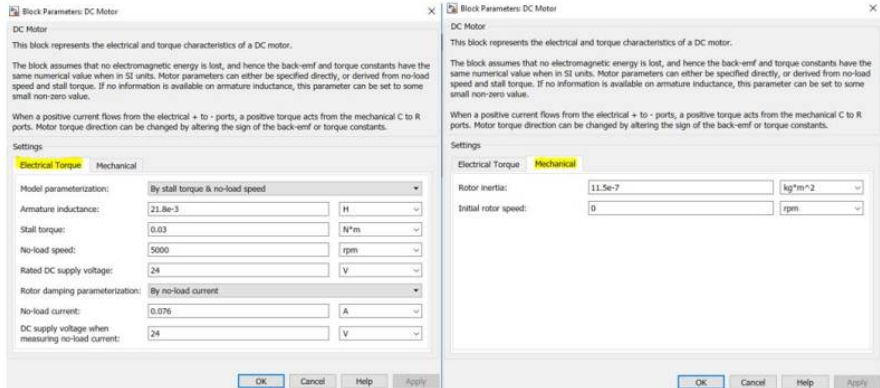 Block Parameters: DC Motor
DC Motor
This block represents the electrical and torque characteristics of a DC motor.
The block assumes that no electromagnetic energy is lost, and hence the back-emf and torque constants have the
same numerical value when in SI units. Motor parameters can either be specified directly, or derived from no-load
speed and stall torque. If no information is available on armature inductance, this parameter can be set to some
small non-zero value.
When a positive current flows from the electrical + to - ports, a positive torque acts from the mechanical C to R
ports. Motor torque direction can be changed by altering the sign of the back-emf or torque constants.
Settings
Electrical Torque Mechanical
Model parameterization: By stall torque & no-load speed
Armature inductance: 21.8e-3 H
Stall torque: 0.03 N*m
No-load speed: 5000 rpm
Rated DC supply voltage: 24 V
Rotor damping parameterization: By no-load current
No-load current: 0.076 A
DC supply voltage when
measuring no-load current: 24 V
OK Cancel Help Apply
Block Parameters: DC Motor
DC Motor
This block represents the electrical and torque characteristics of a DC motor.
The block assumes that no electromagnetic energy is lost, and hence the back-emf and torque constants have the
same numerical value when in SI units. Motor parameters can either be specified directly, or derived from no-load
speed and stall torque. If no information is available on armature inductance, this parameter can be set to some
small non-zero value.
When a positive current flows from the electrical + to - ports, a positive torque acts from the mechanical C to R
ports. Motor torque direction can be changed by altering the sign of the back-emf or torque constants.
Settings
Electrical Torque Mechanical
Rotor inertia: 11.5e-7 kg*m^2
Initial rotor speed: 0 rpm
OK Cancel Help Apply